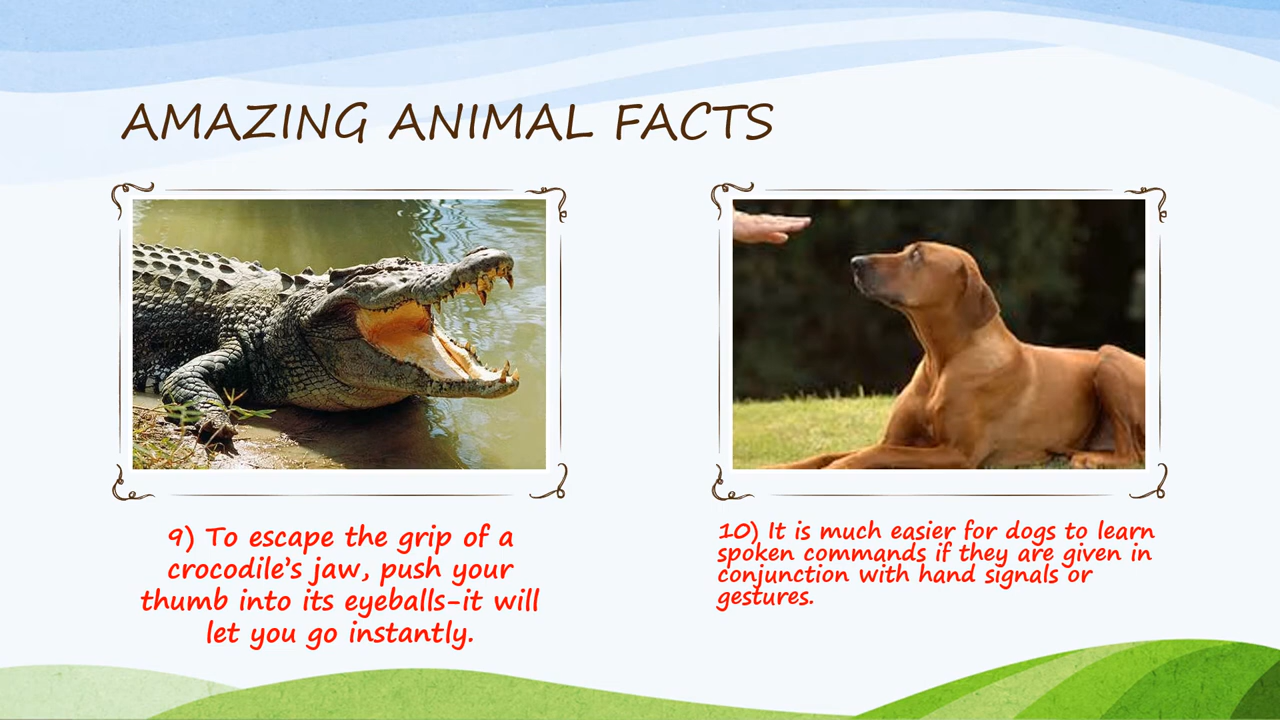 AMAZING ANIMAL FACTS
9) To escape the grip of a
crocodile’s jaw, push your
thumb into its eyeballs–it will
let you go instantly.
10) It is much easier for dogs to learn
spoken commands if they are given in
conjunction with hand signals or
gestures.